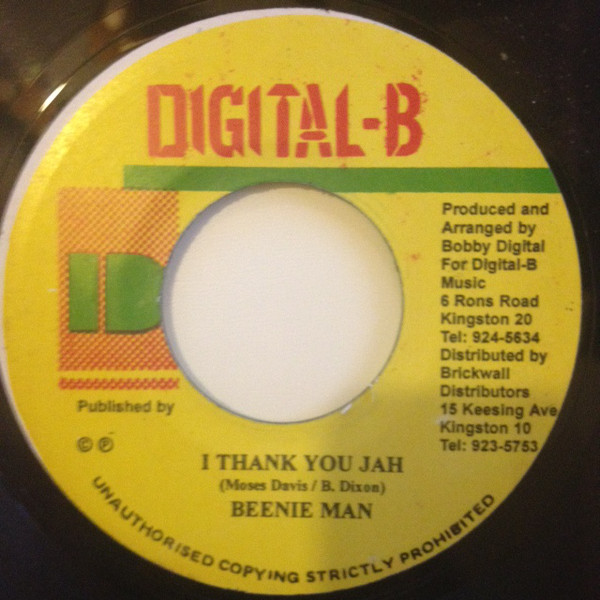 DIGITAL-B
Produced and
Arranged by
Bobby Digital
For Digital-B
Music
6 Rons Road
Kingston 20
Tel: 924-5634
Distributed by
Brickwall
Distributors
15 Keesing Ave
Kingston 10
Tel: 923-5753
ID
Published by
© ℗
I THANK YOU JAH
(Moses Davis / B. Dixon)
BEENIE MAN
UNAUTHORISED COPYING STRICTLY PROHIBITED